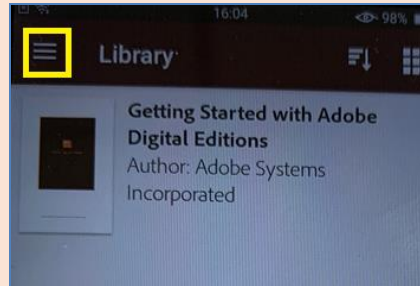 16:04
98%
Library
Getting Started with Adobe
Digital Editions
Author: Adobe Systems
Incorporated